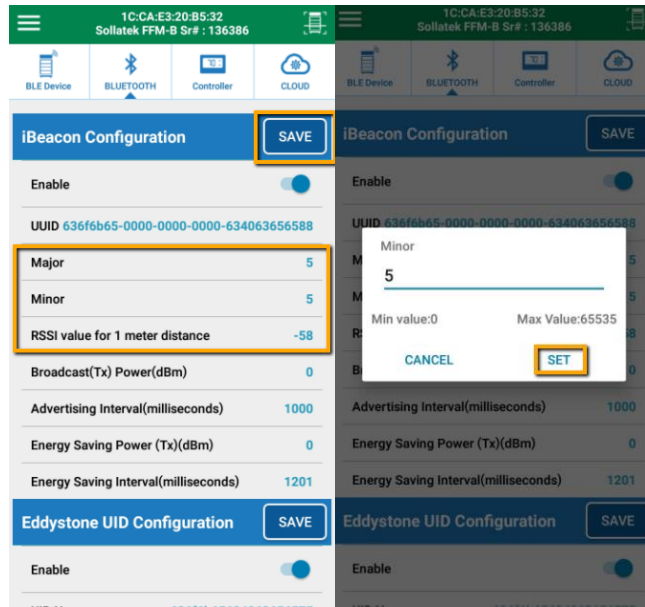 1C:CA:E3:20:B5:32
Sollatek FFM-B Sr# : 136386
BLE Device
BLUETOOTH
Controller
CLOUD
iBeacon Configuration SAVE
Enable
UUID 636f6b65-0000-0000-0000-634063656588
Major 5
Minor 5
RSSI value for 1 meter distance -58
Broadcast(Tx) Power(dBm) 0
Advertising Interval(milliseconds) 1000
Energy Saving Power (Tx)(dBm) 0
Energy Saving Interval(milliseconds) 1201
Eddystone UID Configuration SAVE
Enable
1C:CA:E3:20:B5:32
Sollatek FFM-B Sr# : 136386
BLE Device
BLUETOOTH
Controller
CLOUD
iBeacon Configuration SAVE
Enable
UUID 636f6b65-0000-0000-0000-634063656588
Minor
5
Min value:0 Max Value:65535
CANCEL SET
Advertising Interval(milliseconds) 1000
Energy Saving Power (Tx)(dBm) 0
Energy Saving Interval(milliseconds) 1201
Eddystone UID Configuration SAVE
Enable